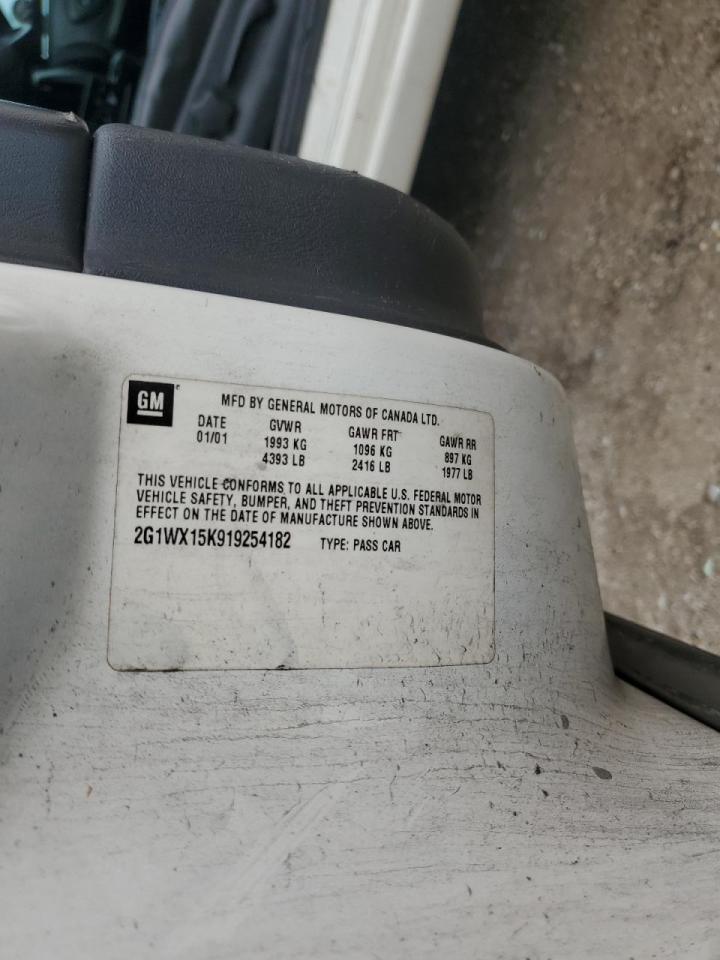 GM
MFD BY GENERAL MOTORS OF CANADA LTD.
DATE GVWR GAWR FRT GAWR RR
01/01 1993 KG 1096 KG 897 KG
4393 LB 2416 LB 1977 LB
THIS VEHICLE CONFORMS TO ALL APPLICABLE U.S. FEDERAL MOTOR
VEHICLE SAFETY, BUMPER, AND THEFT PREVENTION STANDARDS IN
EFFECT ON THE DATE OF MANUFACTURE SHOWN ABOVE.
2G1WX15K919254182 TYPE: PASS CAR